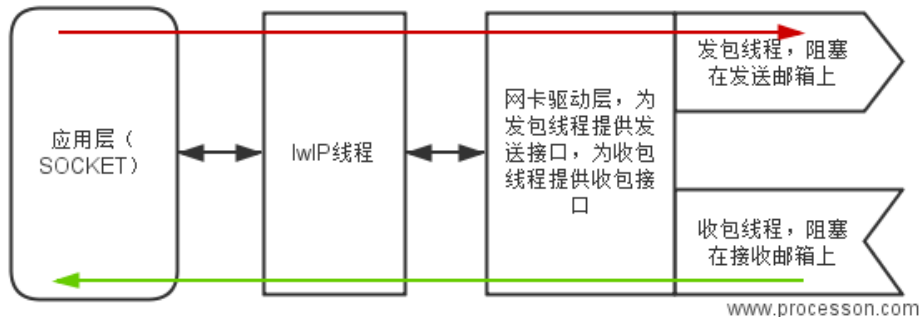 应用层（
SOCKET）
lwIP线程
网卡驱动层，为
发包线程提供发
送接口，为收包
线程提供收包接
口
发包线程，阻塞
在发送邮箱上
收包线程，阻塞
在接收邮箱上
www.processon.com